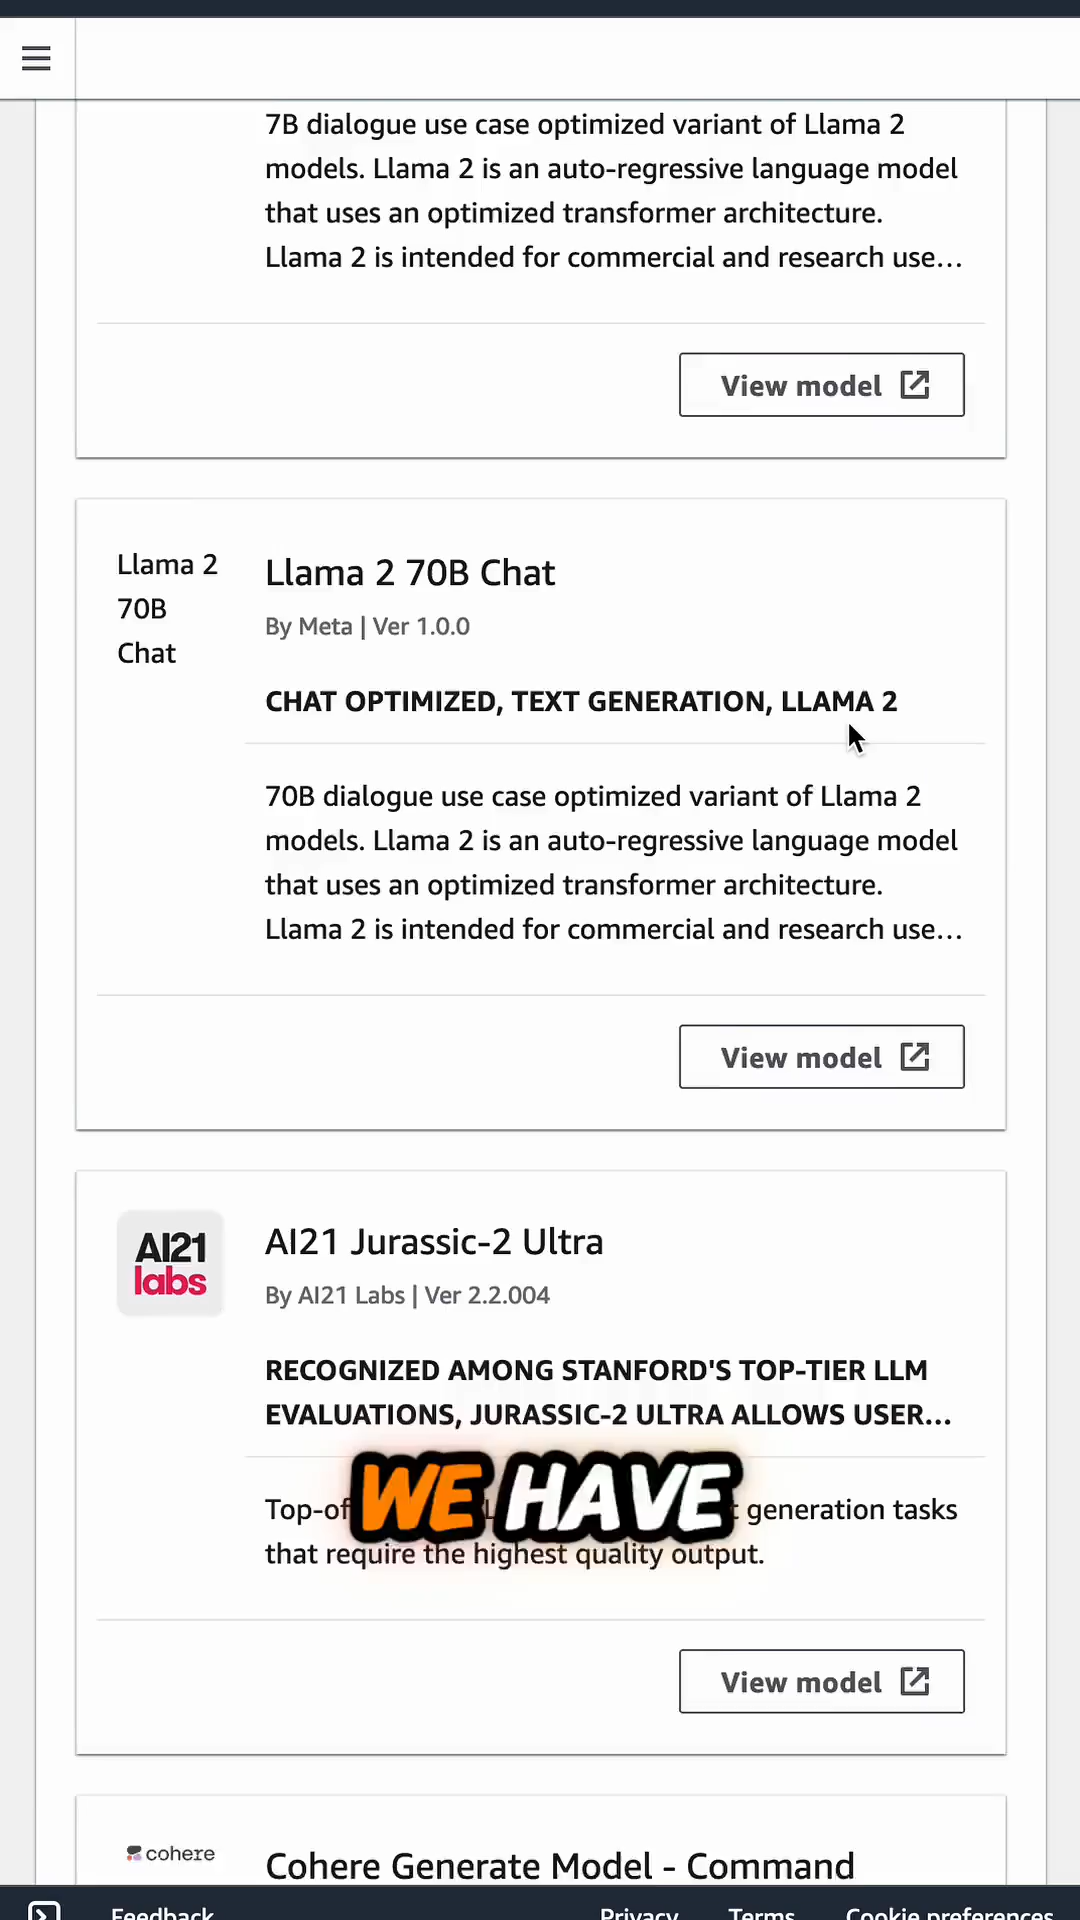 7B dialogue use case optimized variant of Llama 2
models. Llama 2 is an auto-regressive language model
that uses an optimized transformer architecture.
Llama 2 is intended for commercial and research use...
View model
Llama 2
70B
Chat
Llama 2 70B Chat
By Meta | Ver 1.0.0
CHAT OPTIMIZED, TEXT GENERATION, LLAMA 2
70B dialogue use case optimized variant of Llama 2
models. Llama 2 is an auto-regressive language model
that uses an optimized transformer architecture.
Llama 2 is intended for commercial and research use...
View model
AI21
labs
AI21 Jurassic-2 Ultra
By AI21 Labs | Ver 2.2.004
RECOGNIZED AMONG STANFORD'S TOP-TIER LLM
EVALUATIONS, JURASSIC-2 ULTRA ALLOWS USER...
WE HAVE
Top-of generation tasks
that require the highest quality output.
View model
cohere
Cohere Generate Model - Command
Feedback
Privacy
Terms
Cookie preferences